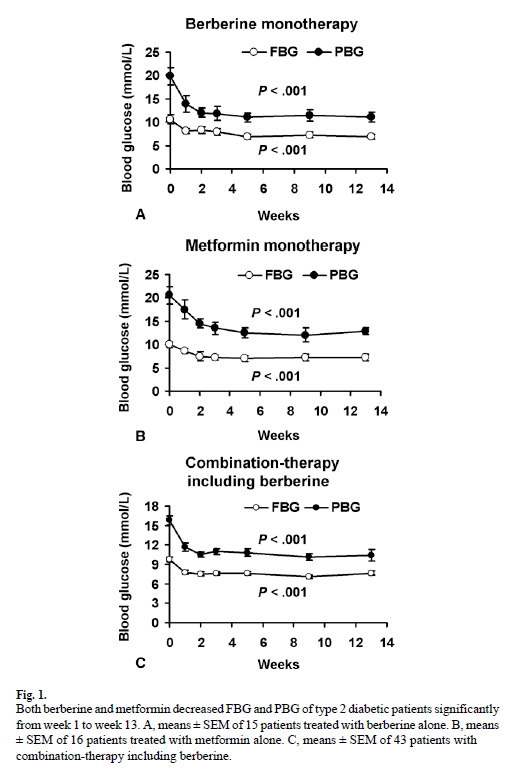 Berberine monotherapy
FBG PBG
25
20
15
10
5
0
Blood glucose (mmol/L)
P < .001
P < .001
0 2 4 6 8 10 12 14
A Weeks
Metformin monotherapy
FBG PBG
25
20
15
10
5
0
Blood glucose (mmol/L)
P < .001
P < .001
0 2 4 6 8 10 12 14
B Weeks
Combination-therapy
including berberine
FBG PBG
18
15
12
9
6
3
0
Blood glucose (mmol/L)
P < .001
P < .001
0 2 4 6 8 10 12 14
C Weeks
Fig. 1.
Both berberine and metformin decreased FBG and PBG of type 2 diabetic patients significantly
from week 1 to week 13. A, means ± SEM of 15 patients treated with berberine alone. B, means
± SEM of 16 patients treated with metformin alone. C, means ± SEM of 43 patients with
combination-therapy including berberine.